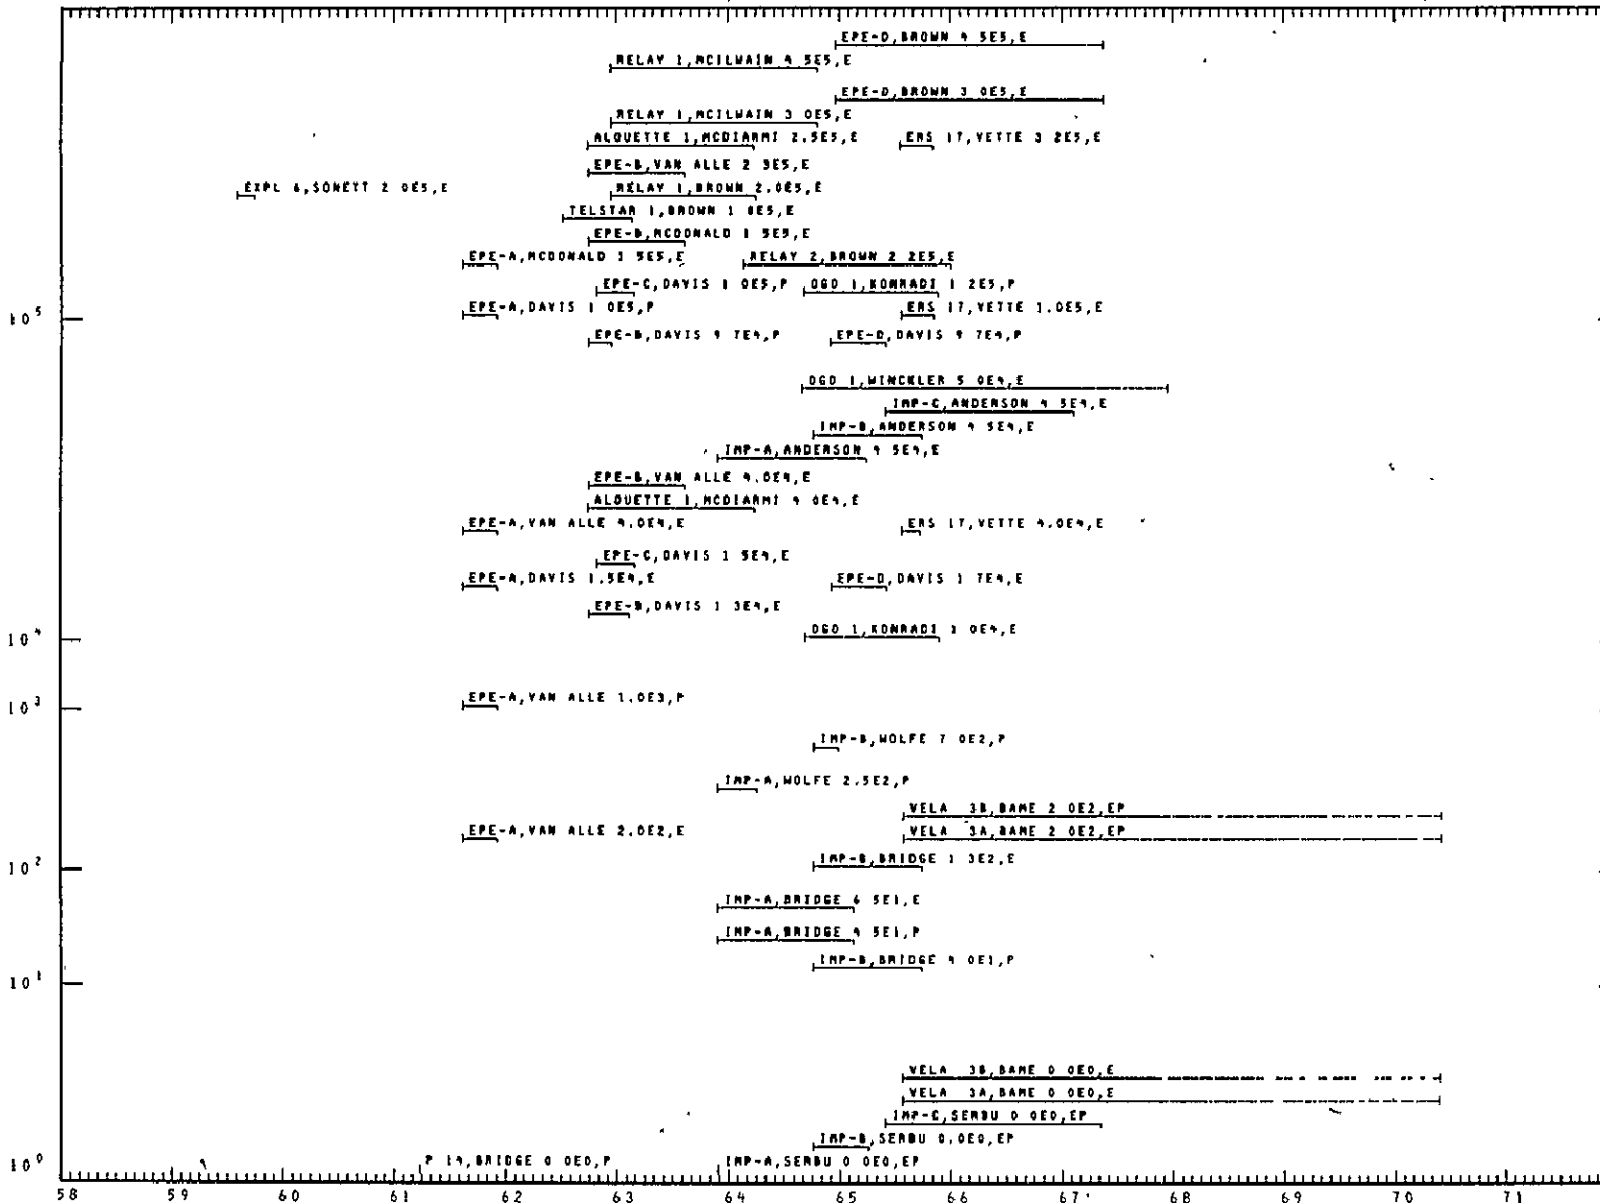 EPE-D,BROWN 4 5E5,E
RELAY 1,MCILWAIN 4 5E5,E
EPE-D,BROWN 3 0E5,E
RELAY 1,MCILWAIN 3 0E5,E
ALOUETTE 1,MCDIARMI 2.5E5,E
ERS 17,VETTE 3 2E5,E
EPE-B,VAN ALLE 2 3E5,E
EXPL 6,SONETT 2 0E5,E
RELAY 1,BROWN 2.0E5,E
TELSTAR 1,BROWN 1 8E5,E
EPE-B,MCDONALD 1 5E5,E
EPE-A,MCDONALD 1 5E5,E
RELAY 2,BROWN 2 2E5,E
EPE-C,DAVIS 1 0E5,P
OGO 1,KONRADI 1 2E5,P
10⁵
EPE-A,DAVIS 1 0E5,P
ERS 17,VETTE 1.0E5,E
EPE-B,DAVIS 9 7E4,P
EPE-D,DAVIS 9 7E4,P
OGO 1,WINCKLER 5 0E4,E
IMP-C,ANDERSON 4 5E4,E
IMP-B,ANDERSON 4 5E4,E
IMP-A,ANDERSON 4 5E4,E
EPE-B,VAN ALLE 4.0E4,E
ALOUETTE 1,MCDIARMI 4 0E4,E
EPE-A,VAN ALLE 4.0E4,E
ERS 17,VETTE 4.0E4,E
EPE-C,DAVIS 1 5E4,E
EPE-A,DAVIS 1.5E4,E
EPE-D,DAVIS 1 7E4,E
EPE-B,DAVIS 1 3E4,E
10⁴
OGO 1,KONRADI 1 0E4,E
10³
EPE-A,VAN ALLE 1.0E3,P
IMP-B,WOLFE 7 0E2,P
IMP-A,WOLFE 2.5E2,P
VELA 3B,BAME 2 0E2,EP
EPE-A,VAN ALLE 2.0E2,E
VELA 3A,BAME 2 0E2,EP
10²
IMP-B,BRIDGE 1 3E2,E
IMP-A,BRIDGE 6 5E1,E
IMP-A,BRIDGE 4 5E1,P
IMP-B,BRIDGE 4 0E1,P
10¹
VELA 3B,BAME 0 0E0,E
VELA 3A,BAME 0 0E0,E
IMP-C,SERBU 0 0E0,EP
IMP-B,SERBU 0.0E0,EP
10⁰
P 14,BRIDGE 0 0E0,P
IMP-A,SERBU 0 0E0,EP
58 59 60 61 62 63 64 65 66 67 68 69 70 71